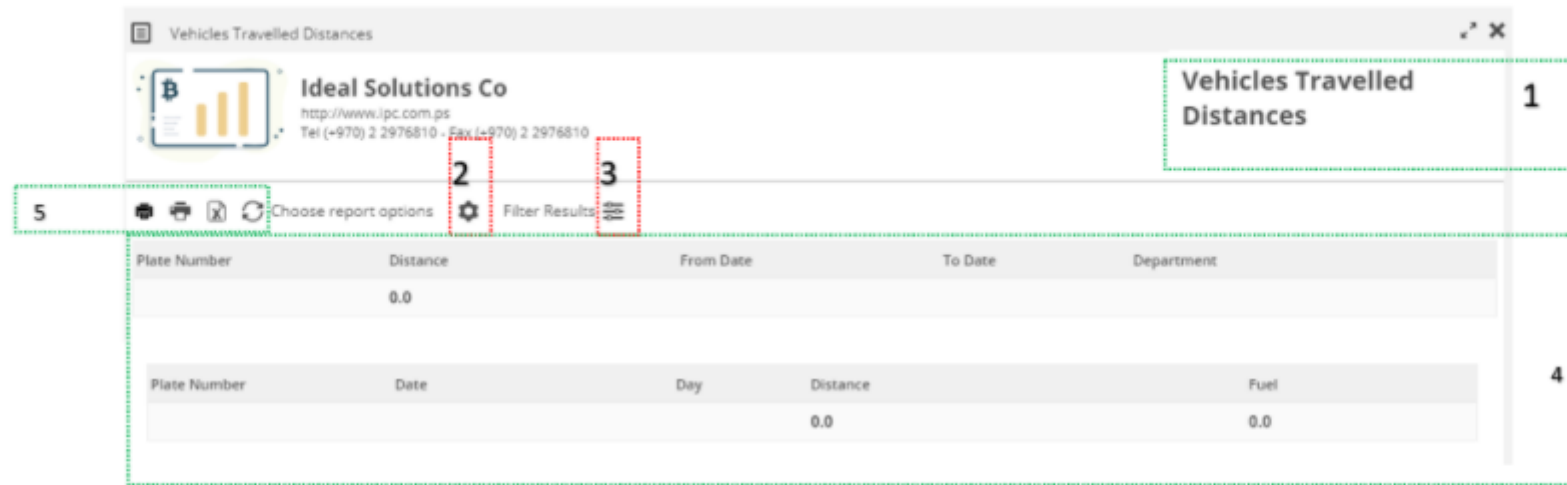 Vehicles Travelled Distances
Ideal Solutions Co
http://www.ipc.com.ps
Tel (+970) 2 2976810 - Fax (+970) 2 2976810
Vehicles Travelled
Distances
1
2
3
5
Choose report options
Filter Results
Plate Number Distance From Date To Date Department
0.0
Plate Number Date Day Distance Fuel
4
0.0 0.0